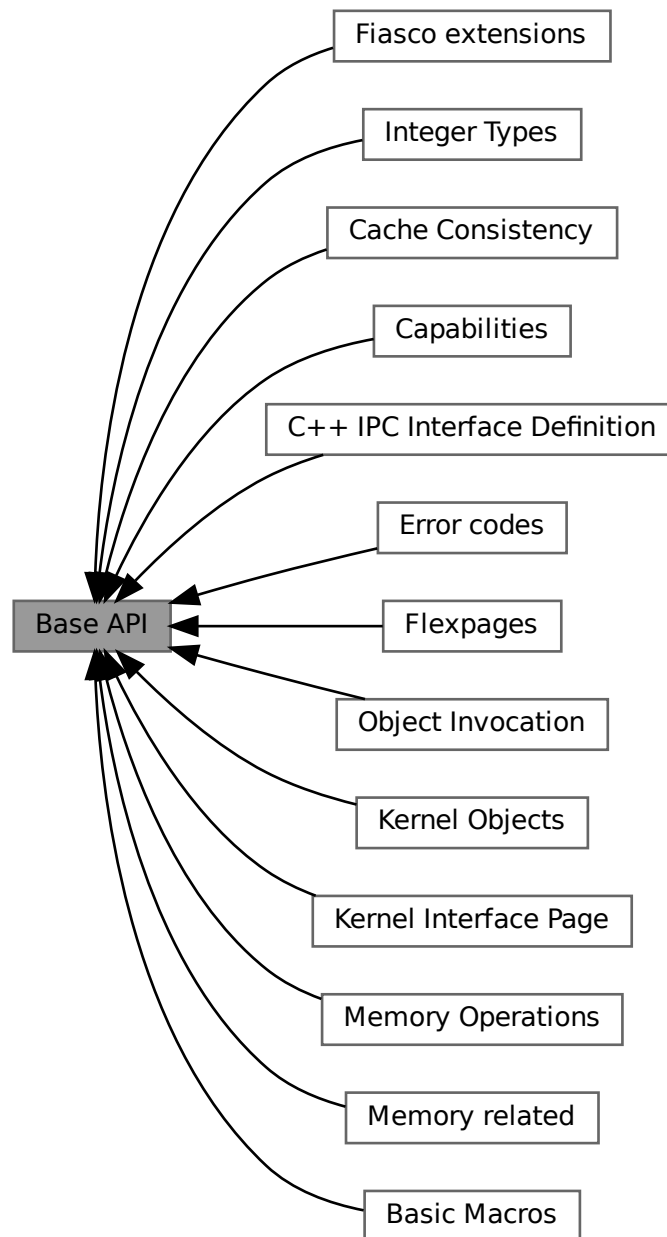 Fiasco extensions
Integer Types
Cache Consistency
Capabilities
C++ IPC Interface Definition
Error codes
Base API
Flexpages
Object Invocation
Kernel Objects
Kernel Interface Page
Memory Operations
Memory related
Basic Macros